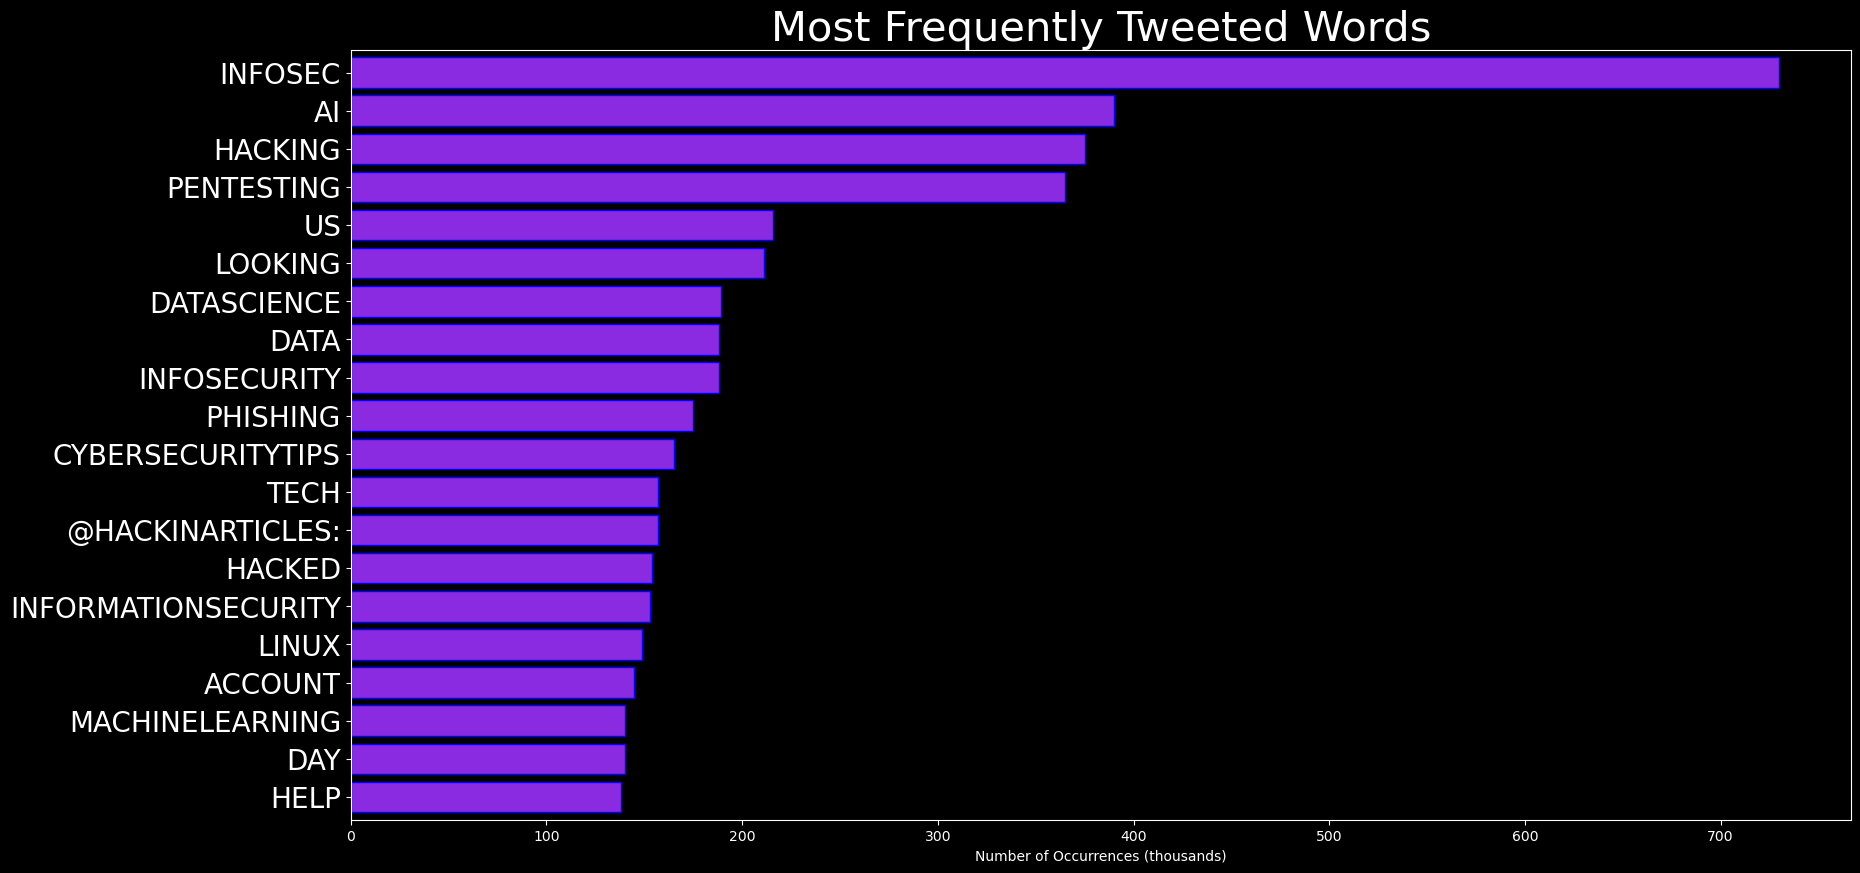 Most Frequently Tweeted Words
INFOSEC
AI
HACKING
PENTESTING
US
LOOKING
DATASCIENCE
DATA
INFOSECURITY
PHISHING
CYBERSECURITYTIPS
TECH
@HACKINARTICLES:
HACKED
INFORMATIONSECURITY
LINUX
ACCOUNT
MACHINELEARNING
DAY
HELP
0 100 200 300 400 500 600 700
Number of Occurrences (thousands)